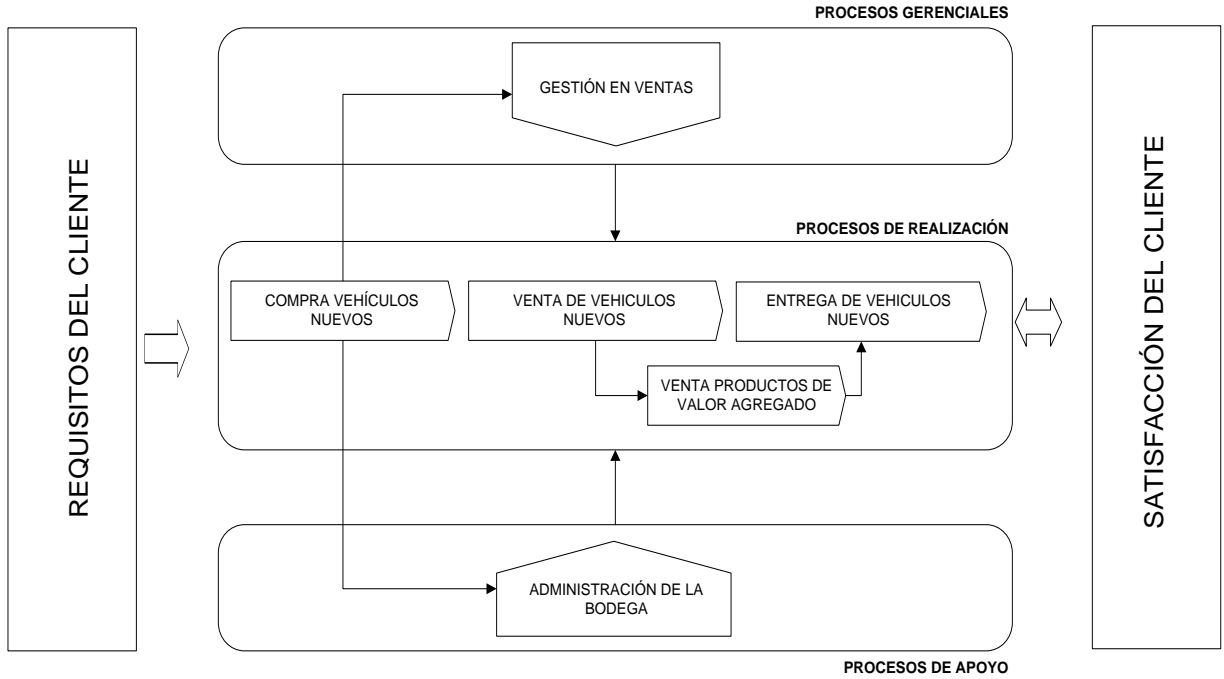 PROCESOS GERENCIALES
GESTIÓN EN VENTAS
REQUISITOS DEL CLIENTE
PROCESOS DE REALIZACIÓN
COMPRA VEHÍCULOS
NUEVOS
VENTA DE VEHICULOS
NUEVOS
ENTREGA DE VEHICULOS
NUEVOS
VENTA PRODUCTOS DE
VALOR AGREGADO
SATISFACCIÓN DEL CLIENTE
ADMINISTRACIÓN DE LA
BODEGA
PROCESOS DE APOYO